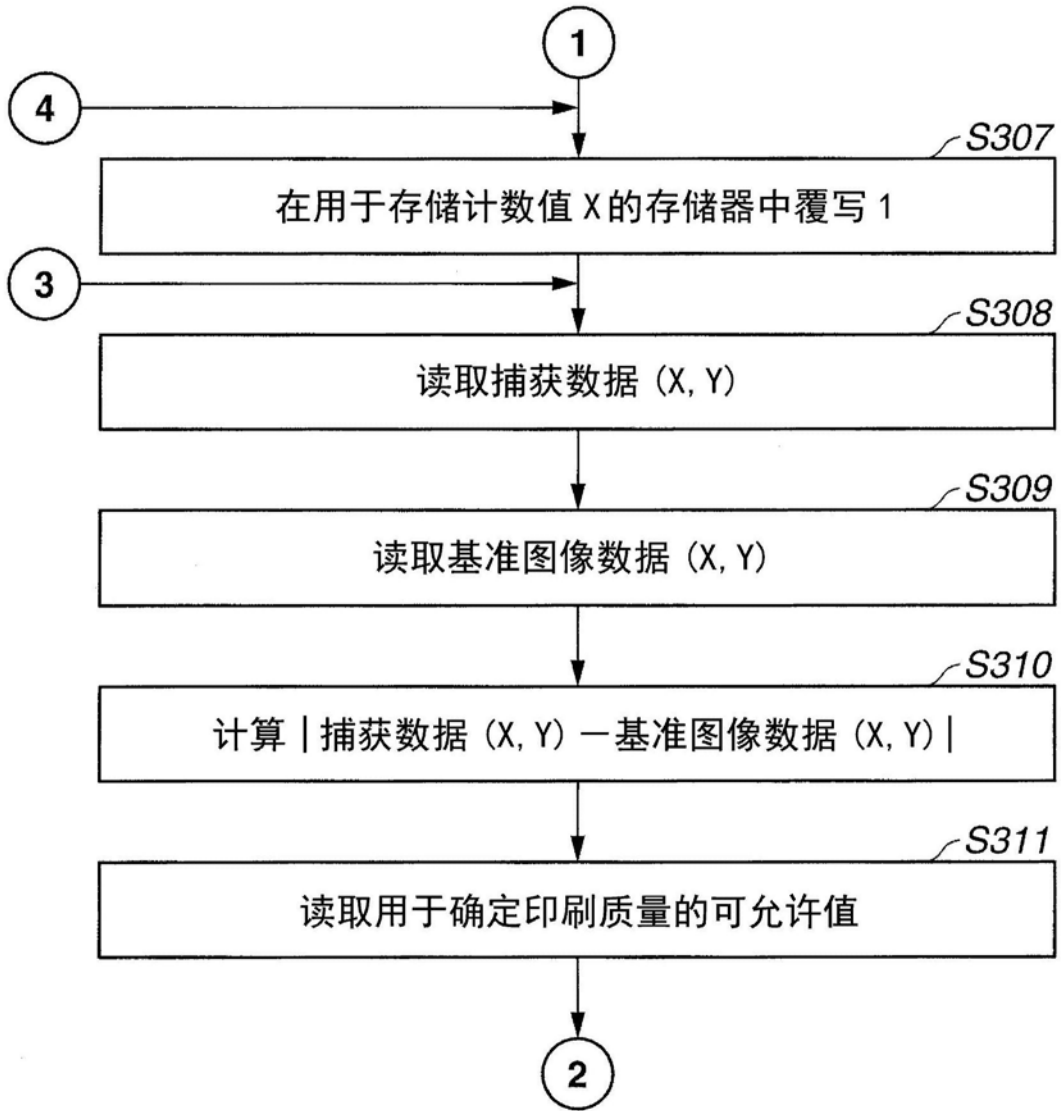 1
4
S307
在用于存储计数值X的存储器中覆写1
3
S308
读取捕获数据(X,Y)
S309
读取基准图像数据(X,Y)
S310
计算|捕获数据(X,Y)－基准图像数据(X,Y)|
S311
读取用于确定印刷质量的可允许值
2